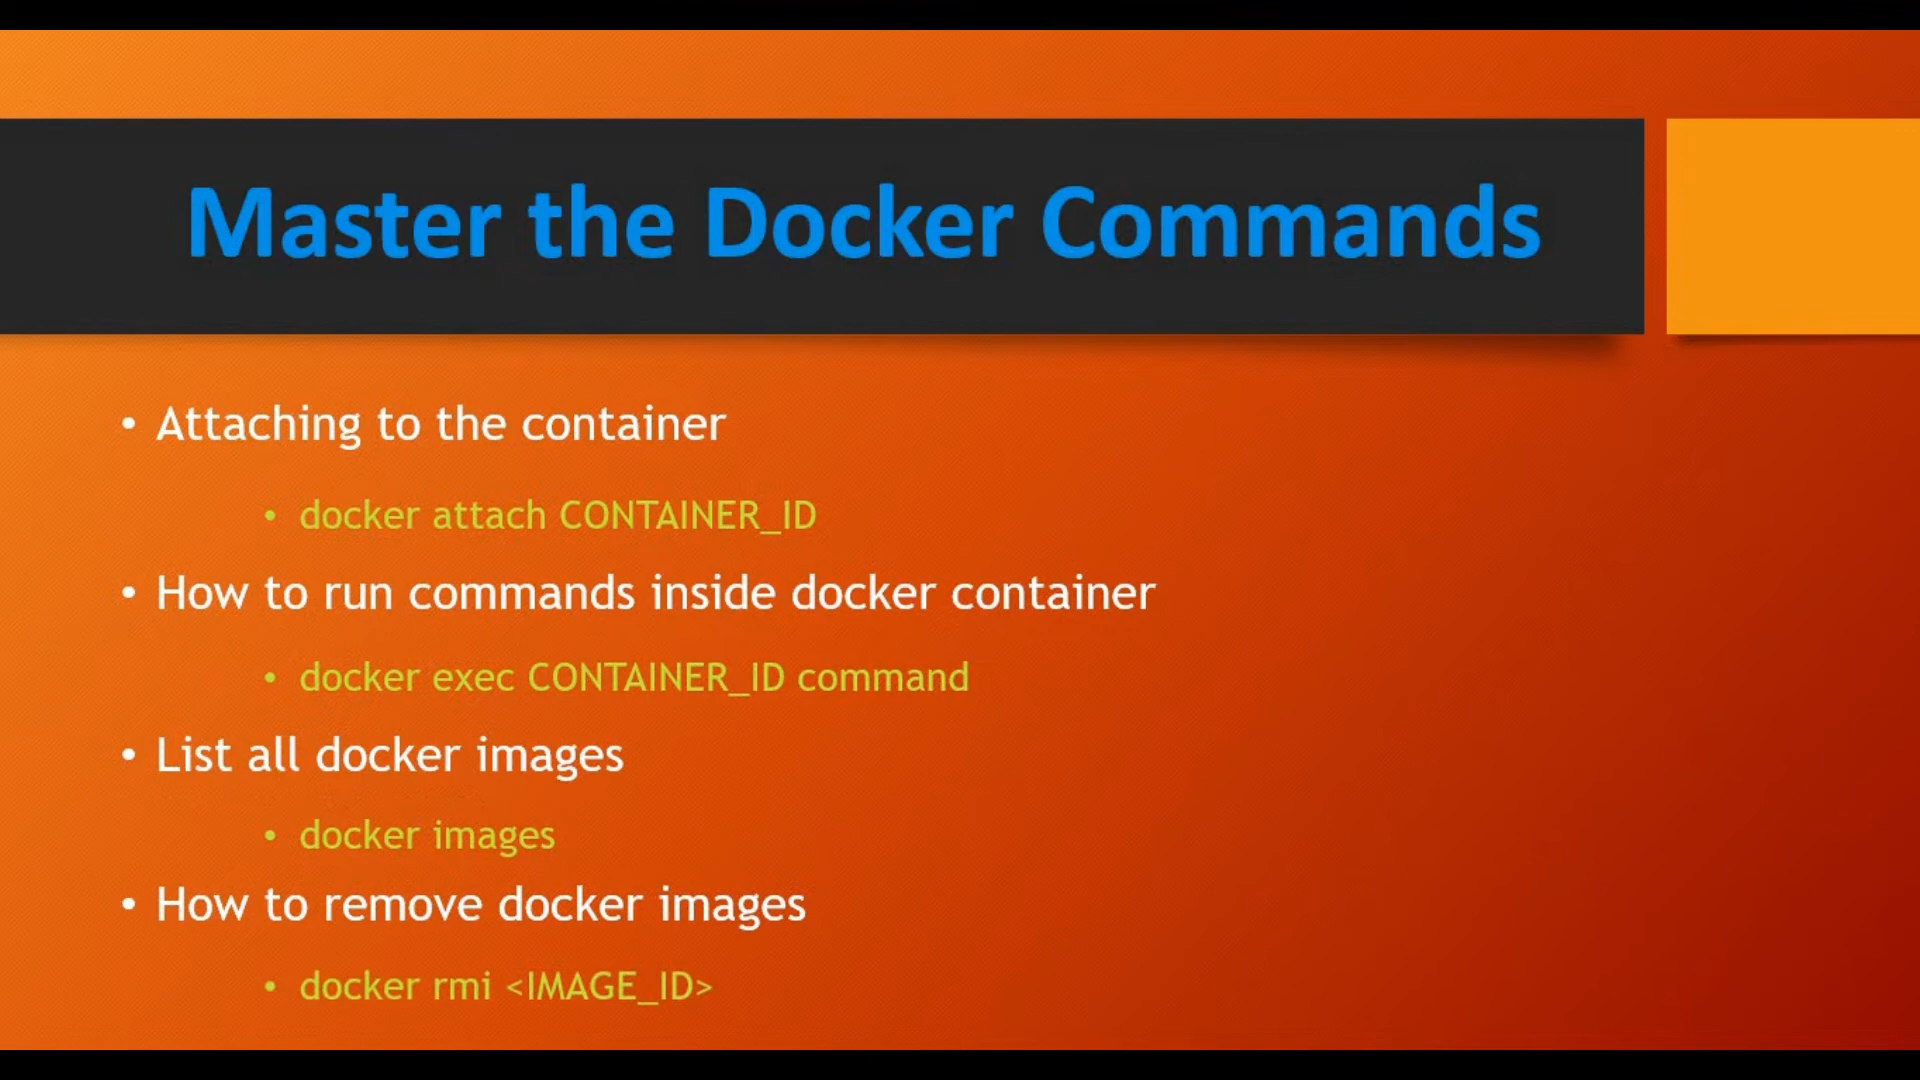 Master the Docker Commands
• Attaching to the container
• docker attach CONTAINER_ID
• How to run commands inside docker container
• docker exec CONTAINER_ID command
• List all docker images
• docker images
• How to remove docker images
• docker rmi <IMAGE_ID>